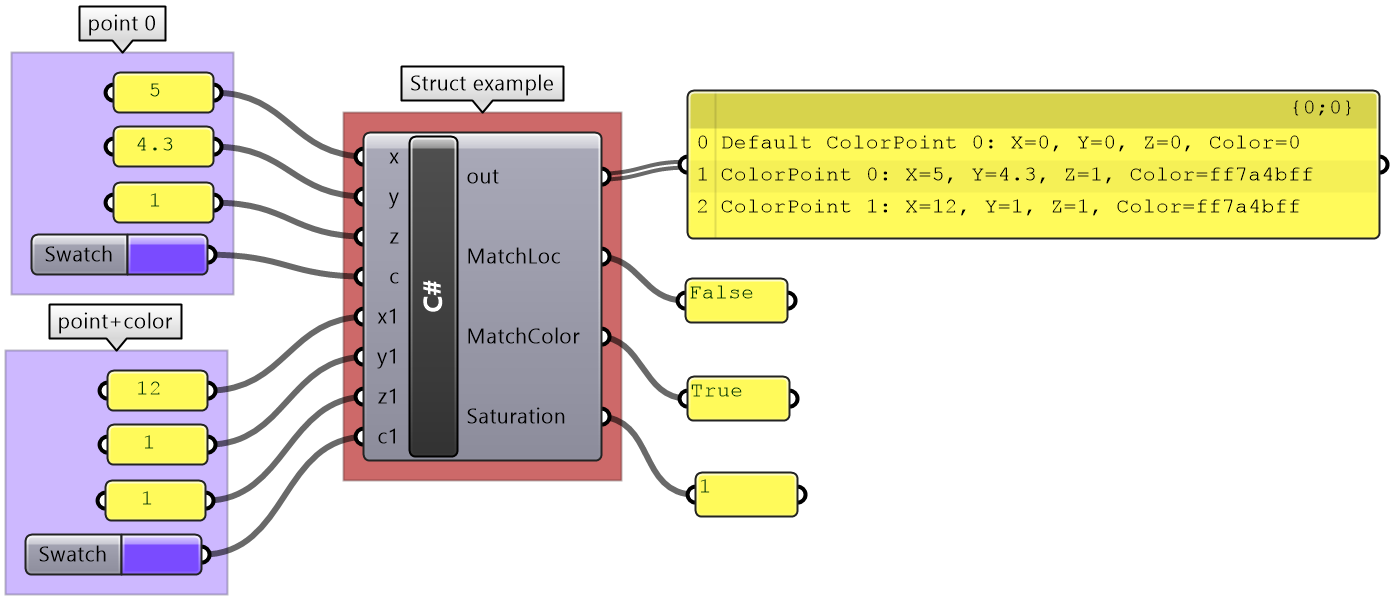 point 0
5
4.3
1
Swatch
point+color
12
1
1
Swatch
Struct example
x
y
z
c
x1
y1
z1
c1
C#
out
MatchLoc
MatchColor
Saturation
{0;0}
0 Default ColorPoint 0: X=0, Y=0, Z=0, Color=0
1 ColorPoint 0: X=5, Y=4.3, Z=1, Color=ff7a4bff
2 ColorPoint 1: X=12, Y=1, Z=1, Color=ff7a4bff
False
True
1